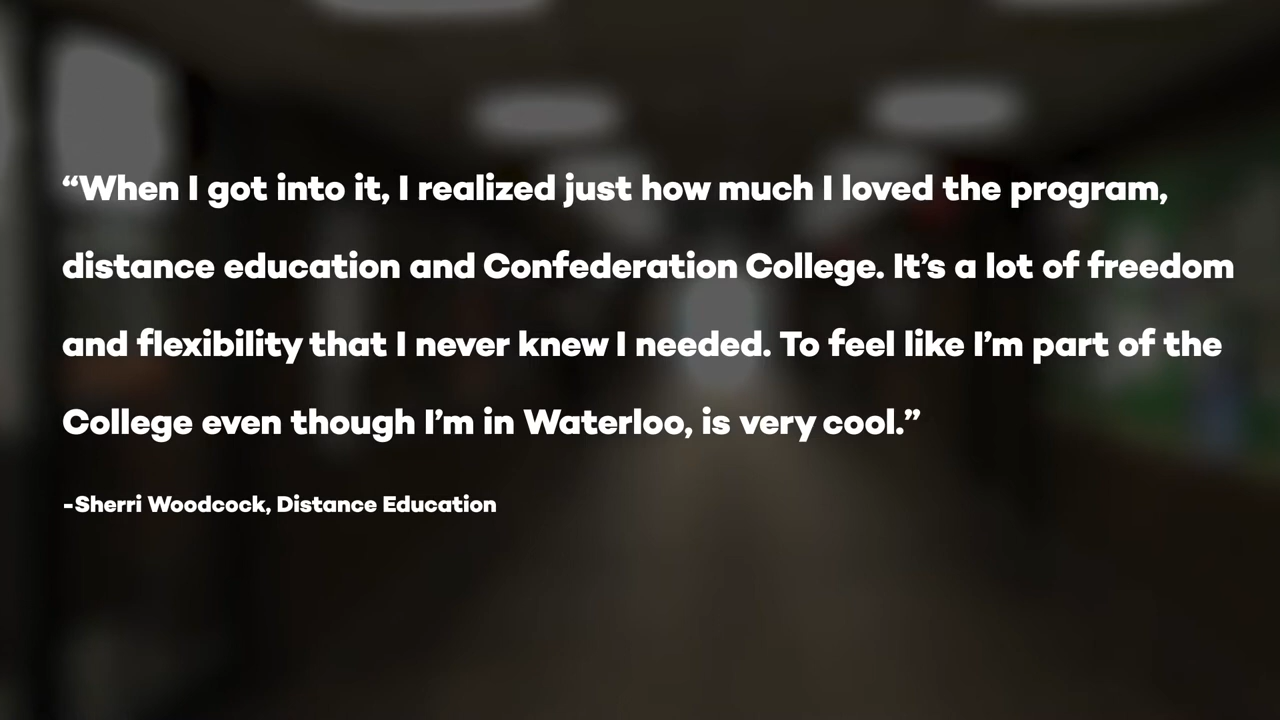 “When I got into it, I realized just how much I loved the program,
distance education and Confederation College. It’s a lot of freedom
and flexibility that I never knew I needed. To feel like I’m part of the
College even though I’m in Waterloo, is very cool.”
-Sherri Woodcock, Distance Education